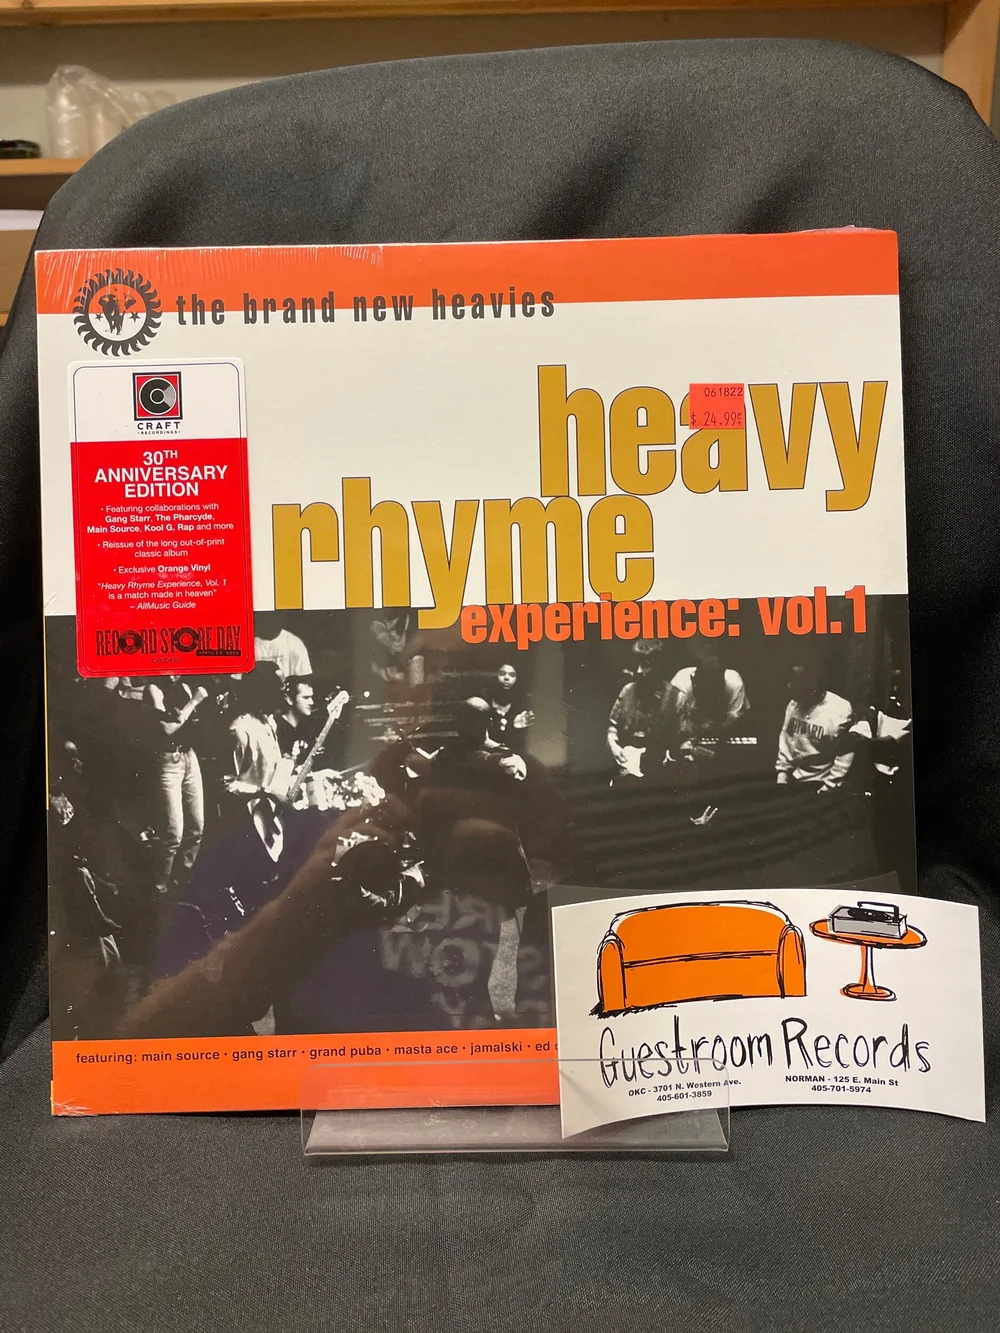 the brand new heavies
heavy
061822
$ 24.99
rhyme
experience: vol.1
CRAFT
RECORDINGS
30TH
ANNIVERSARY
EDITION
• Featuring collaborations with
Gang Starr, The Pharcyde,
Main Source, Kool G. Rap and more
• Reissue of the long out-of-print
classic album
• Exclusive Orange Vinyl
"Heavy Rhyme Experience, Vol. 1
is a match made in heaven"
– AllMusic Guide
RECORD STORE DAY
featuring: main source • gang starr • grand puba • masta ace • jamalski • ed
Guestroom Records
OKC - 3701 N. Western Ave.
405-601-3859
NORMAN - 125 E. Main St
405-701-5974